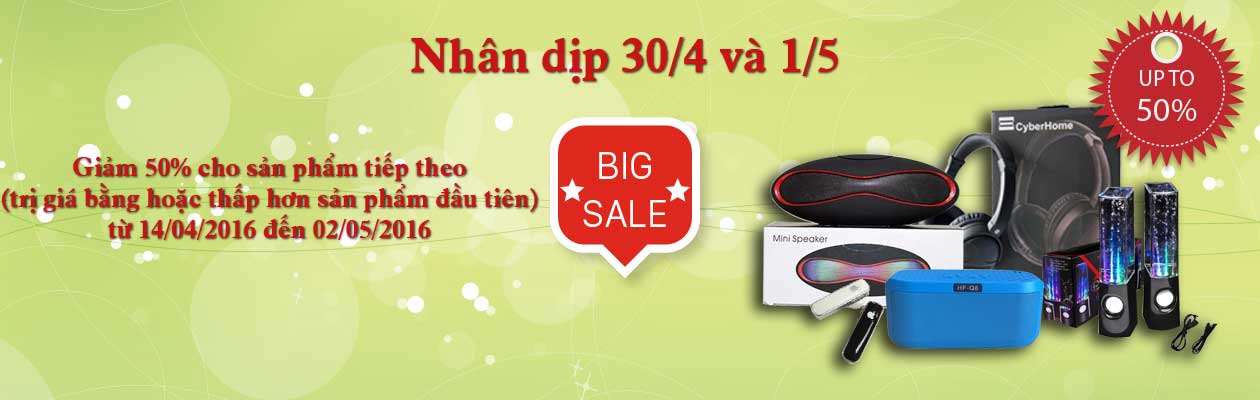 Nhân dịp 30/4 và 1/5
Giảm 50% cho sản phẩm tiếp theo
(trị giá bằng hoặc thấp hơn sản phẩm đầu tiên)
từ 14/04/2016 đến 02/05/2016
BIG
SALE
UP TO
50%
CyberHome
Mini Speaker
HF-Q8